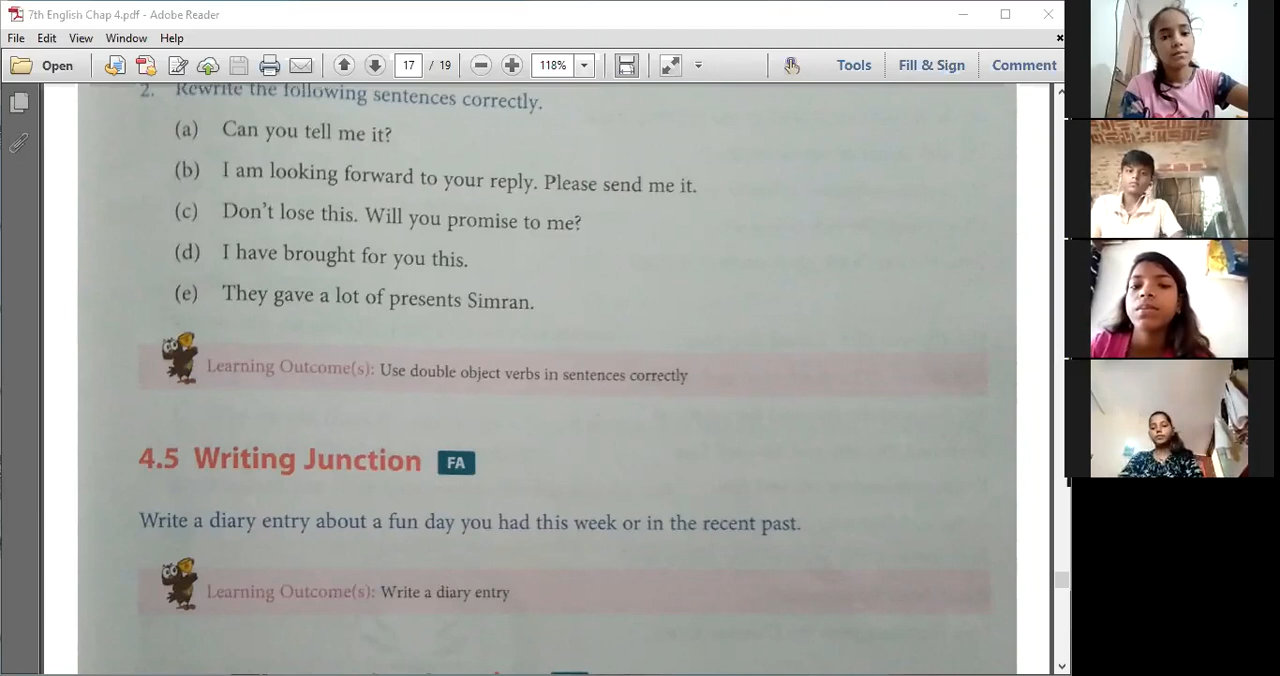 7th English Chap 4.pdf - Adobe Reader
File Edit View Window Help
Open 17 / 19 118% Tools Fill & Sign Comment
2. Rewrite the following sentences correctly.
(a) Can you tell me it?
(b) I am looking forward to your reply. Please send me it.
(c) Don't lose this. Will you promise to me?
(d) I have brought for you this.
(e) They gave a lot of presents Simran.
Learning Outcome(s): Use double object verbs in sentences correctly
4.5 Writing Junction FA
Write a diary entry about a fun day you had this week or in the recent past.
Learning Outcome(s): Write a diary entry